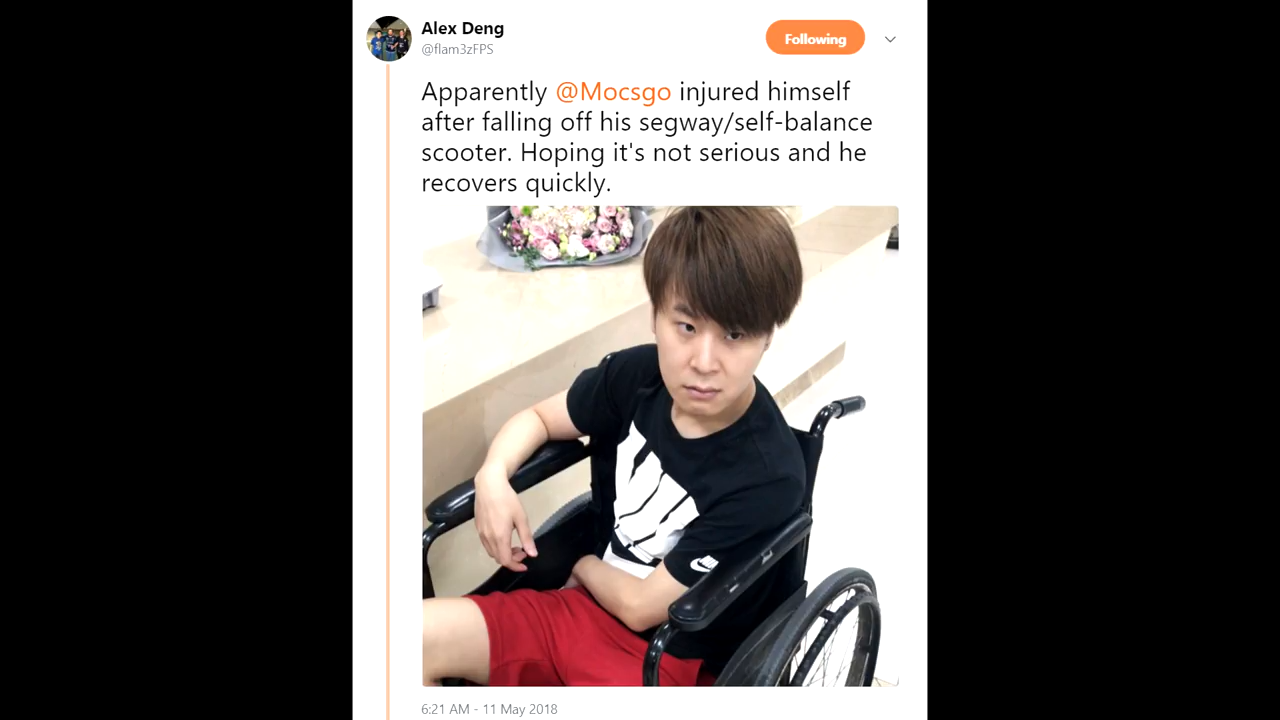 Alex Deng
@flam3zFPS
Following
Apparently @Mocsgo injured himself
after falling off his segway/self-balance
scooter. Hoping it's not serious and he
recovers quickly.
NIKE
6:21 AM - 11 May 2018